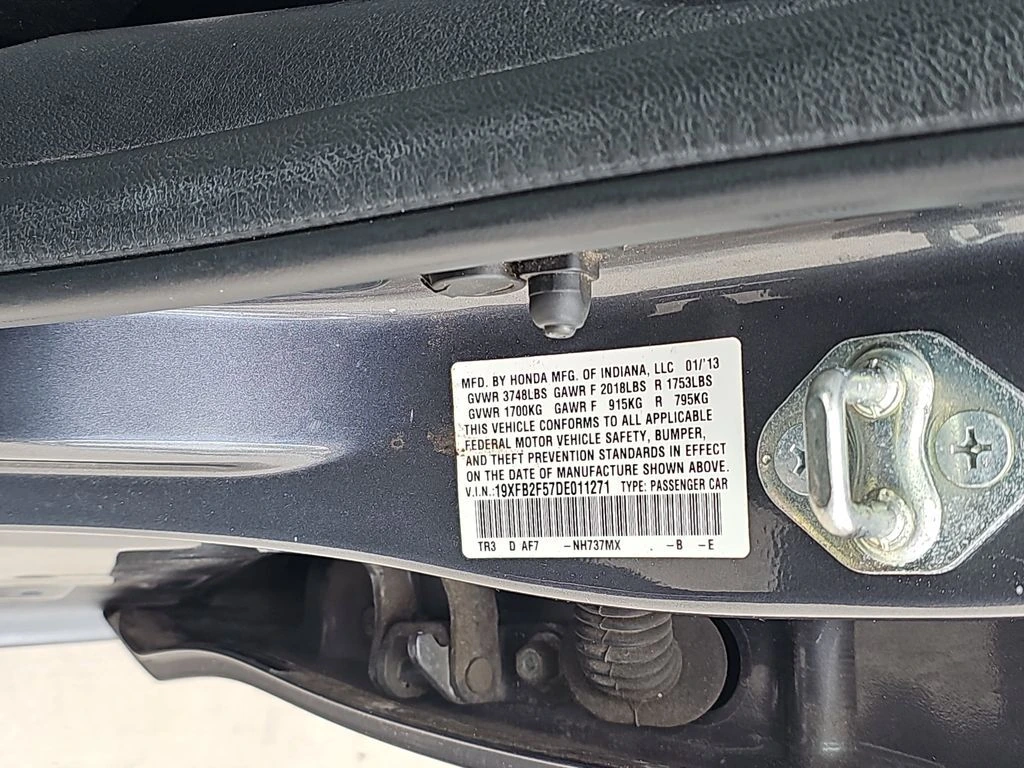 MFD. BY HONDA MFG. OF INDIANA, LLC 01/'13
GVWR 3748LBS GAWR F 2018LBS R 1753LBS
GVWR 1700KG GAWR F 915KG R 795KG
THIS VEHICLE CONFORMS TO ALL APPLICABLE
FEDERAL MOTOR VEHICLE SAFETY, BUMPER,
AND THEFT PREVENTION STANDARDS IN EFFECT
ON THE DATE OF MANUFACTURE SHOWN ABOVE.
V.I.N.:19XFB2F57DE011271 TYPE: PASSENGER CAR
TR3 D AF7 -NH737MX . -B -E